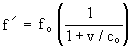 f´ = f₀ ( 1 / ( 1 + v / c₀ ) )